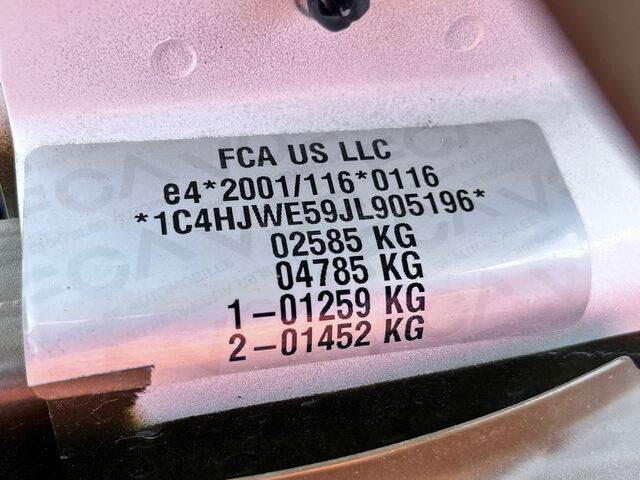 FCA US LLC
e4*2001/116*0116
*1C4HJWE59JL905196*
02585 KG
04785 KG
1-01259 KG
2-01452 KG